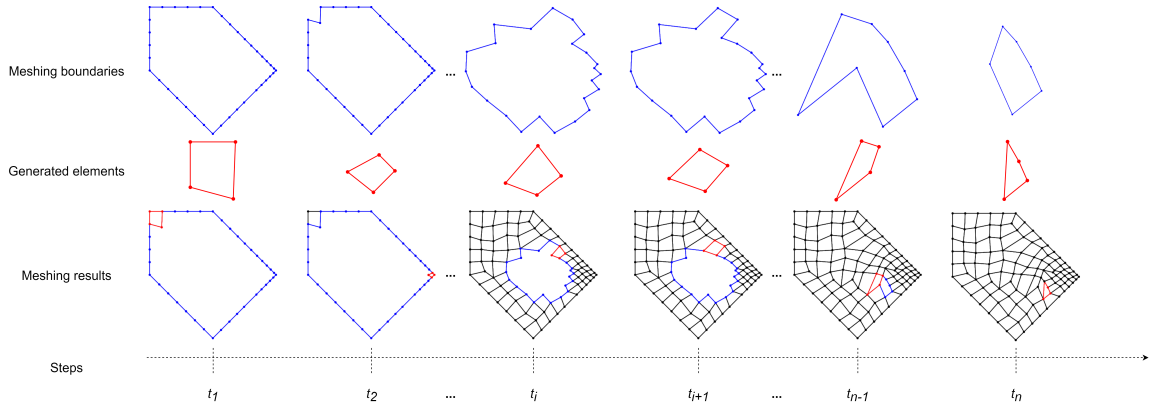 Meshing boundaries
... ...
Generated elements
Meshing results
... ...
Steps
t1 t2 ... ti ti+1 ... tn-1 tn